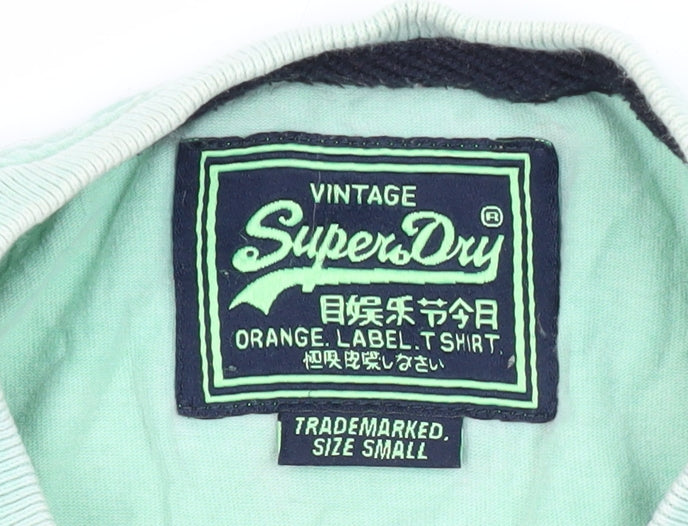 VINTAGE
SuperDry®
目娯乐节今日
ORANGE. LABEL. T SHIRT.
しなさい
TRADEMARKED.
SIZE SMALL